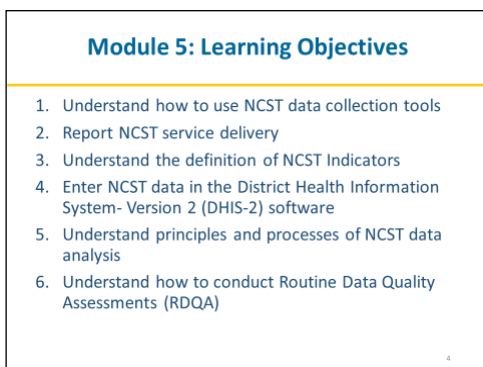 Module 5: Learning Objectives
1. Understand how to use NCST data collection tools
2. Report NCST service delivery
3. Understand the definition of NCST Indicators
4. Enter NCST data in the District Health Information
System- Version 2 (DHIS-2) software
5. Understand principles and processes of NCST data
analysis
6. Understand how to conduct Routine Data Quality
Assessments (RDQA)
4